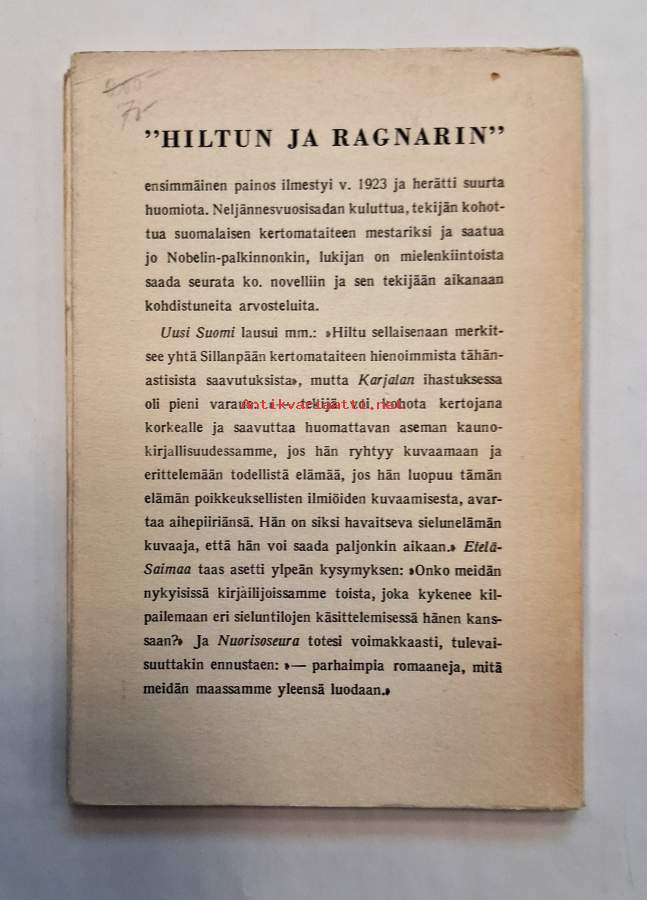 70-
"HILTUN JA RAGNARIN"
ensimmäinen painos ilmestyi v. 1923 ja herätti suurta
huomiota. Neljännesvuosisadan kuluttua, tekijän kohot-
tua suomalaisen kertomataiteen mestariksi ja saatua
jo Nobelin-palkinnonkin, lukijan on mielenkiintoista
saada seurata ko. novelliin ja sen tekijään aikanaan
kohdistuneita arvosteluita.
Uusi Suomi lausui mm.: »Hiltu sellaisenaan merkit-
see yhtä Sillanpään kertomataiteen hienoimmista tähän-
astisista saavutuksista», mutta Karjalan ihastuksessa
oli pieni varaus: tekijä voi kohota kertojana
Antikvariaatti.net
korkealle ja saavuttaa huomattavan aseman kauno-
kirjallisuudessamme, jos hän ryhtyy kuvaamaan ja
erittelemään todellistä elämää, jos hän luopuu tämän
elämän poikkeuksellisten ilmiöiden kuvaamisesta, avar-
taa aihepiiriänsä. Hän on siksi havaitseva sielunelämän
kuvaaja, että hän voi saada paljonkin aikaan.» Etelä-
Saimaa taas asetti ylpeän kysymyksen: »Onko meidän
nykyisissä kirjailijoissamme toista, joka kykenee kil-
pailemaan eri sieluntilojen käsittelemisessä hänen kans-
saan?» Ja Nuorisoseura totesi voimakkaasti, tulevai-
suuttakin ennustaen: »— parhaimpia romaaneja, mitä
meidän maassamme yleensä luodaan.»